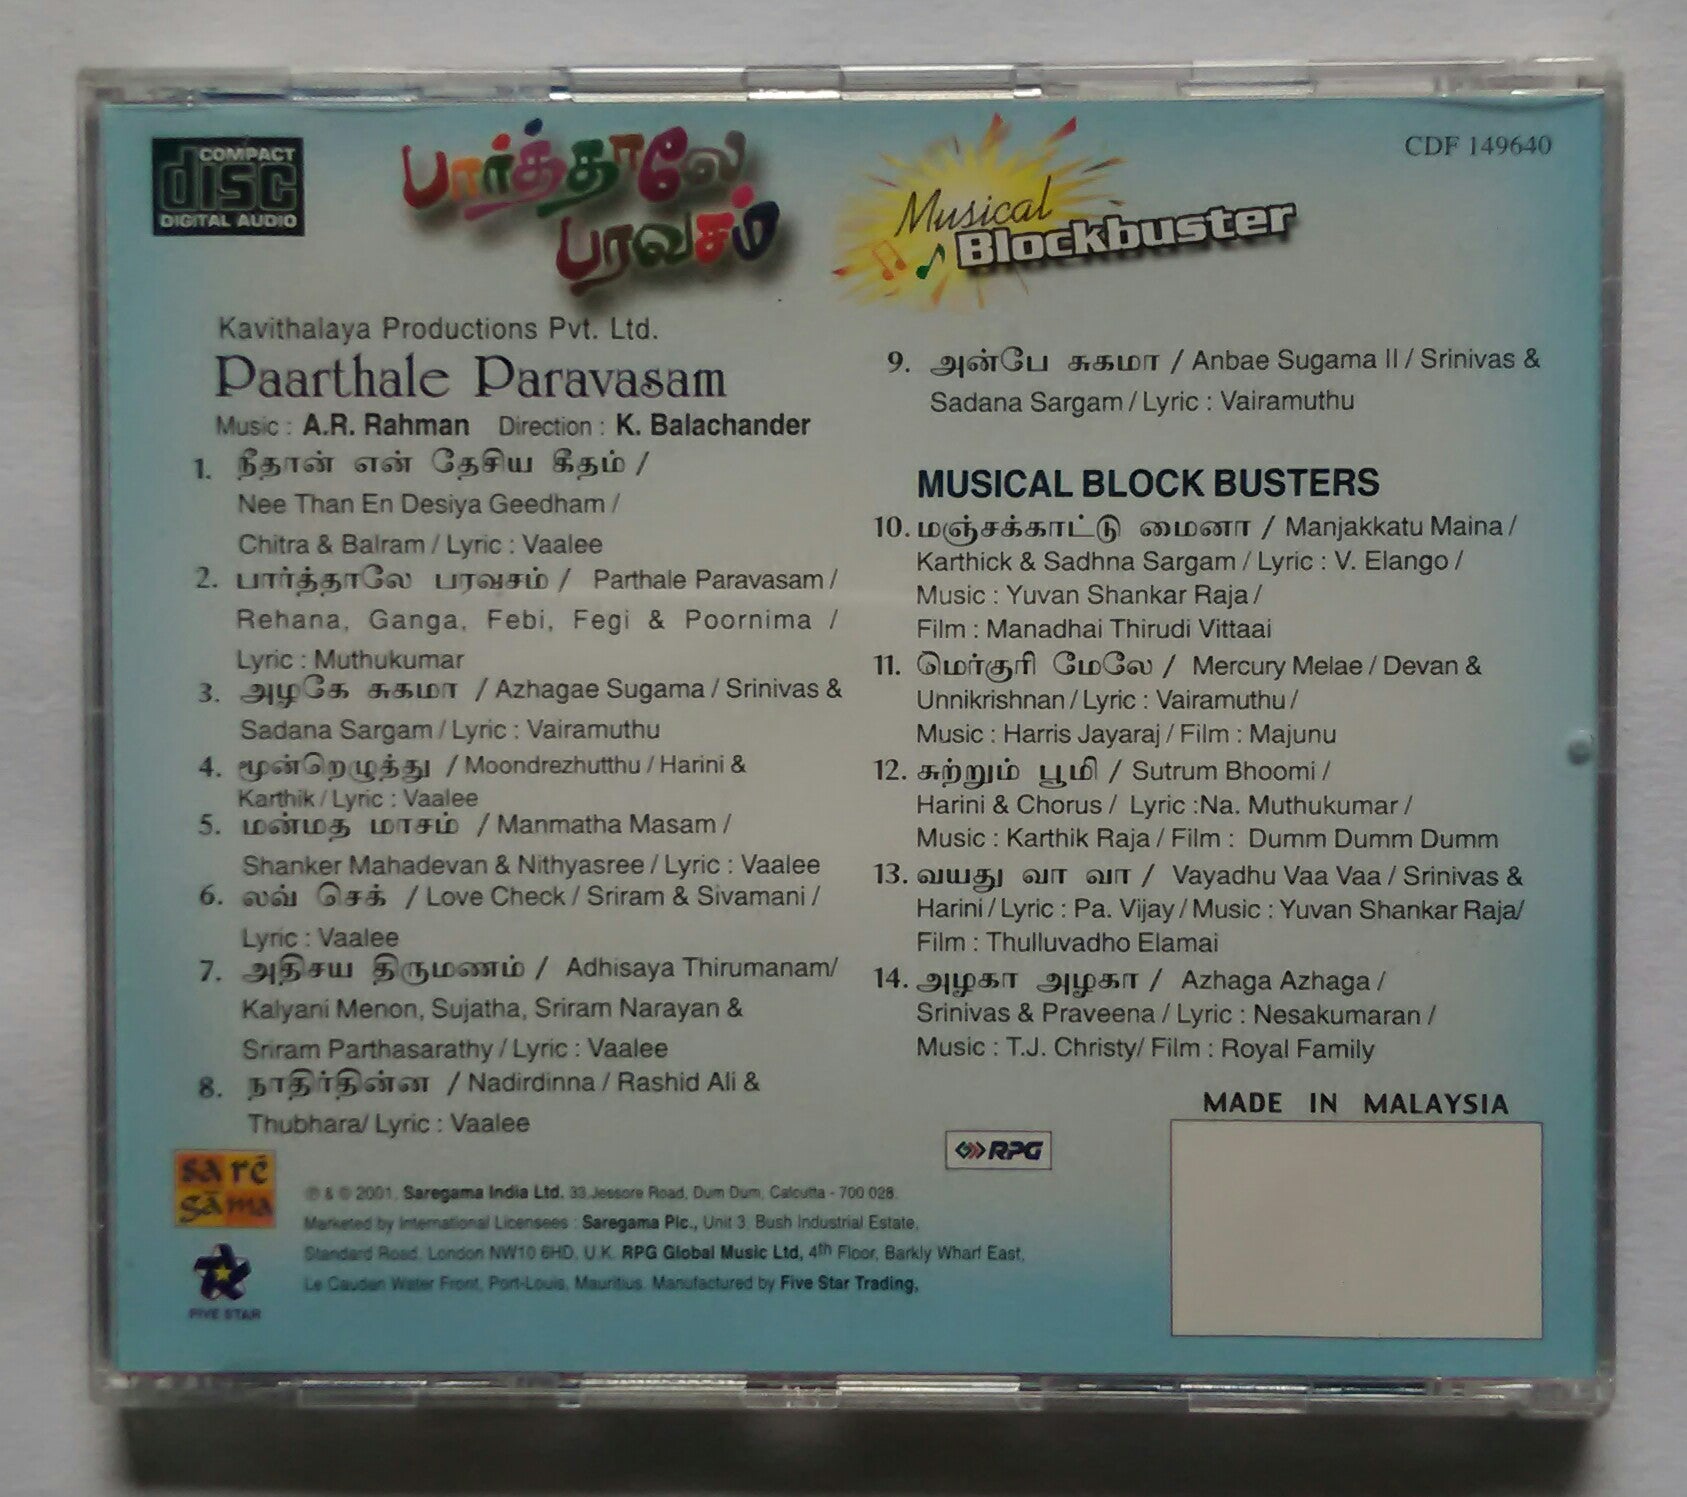 COMPACT
disc
DIGITAL AUDIO
பார்த்தாலே
பரவசம்
Musical
Blockbuster
CDF 149640
Kavithalaya Productions Pvt. Ltd.
Paarthale Paravasam
Music : A.R. Rahman Direction : K. Balachander
1. நீதான் என் தேசிய கீதம் /
Nee Than En Desiya Geedham /
Chitra & Balram / Lyric : Vaalee
2. பார்த்தாலே பரவசம் / Parthale Paravasam /
Rehana, Ganga, Febi, Fegi & Poornima /
Lyric : Muthukumar
3. அழகே சுகமா / Azhagae Sugama / Srinivas &
Sadana Sargam / Lyric : Vairamuthu
4. மூன்றெழுத்து / Moondrezhutthu / Harini &
Karthik / Lyric : Vaalee
5. மன்மத மாசம் / Manmatha Masam /
Shanker Mahadevan & Nithyasree / Lyric : Vaalee
6. லவ் செக் / Love Check / Sriram & Sivamani /
Lyric : Vaalee
7. அதிசய திருமணம் / Adhisaya Thirumanam/
Kalyani Menon, Sujatha, Sriram Narayan &
Sriram Parthasarathy / Lyric : Vaalee
8. நாதிர்தின்ன / Nadirdinna / Rashid Ali &
Thubhara/ Lyric : Vaalee
9. அன்பே சுகமா / Anbae Sugama II / Srinivas &
Sadana Sargam / Lyric : Vairamuthu
MUSICAL BLOCK BUSTERS
10. மஞ்சக்காட்டு மைனா / Manjakkatu Maina /
Karthick & Sadhna Sargam / Lyric : V. Elango /
Music : Yuvan Shankar Raja /
Film : Manadhai Thirudi Vittaai
11. மெர்குரி மேலே / Mercury Melae / Devan &
Unnikrishnan / Lyric : Vairamuthu /
Music : Harris Jayaraj / Film : Majunu
12. சுற்றும் பூமி / Sutrum Bhoomi /
Harini & Chorus / Lyric :Na. Muthukumar /
Music : Karthik Raja / Film : Dumm Dumm Dumm
13. வயது வா வா / Vayadhu Vaa Vaa / Srinivas &
Harini / Lyric : Pa. Vijay / Music : Yuvan Shankar Raja/
Film : Thulluvadho Elamai
14. அழகா அழகா / Azhaga Azhaga /
Srinivas & Praveena / Lyric : Nesakumaran /
Music : T.J. Christy/ Film : Royal Family
MADE IN MALAYSIA
RPG
sa rē
gā ma
FIVE STAR
℗ & © 2001, Saregama India Ltd. 33 Jessore Road, Dum Dum, Calcutta - 700 028.
Marketed by International Licensees : Saregama Plc., Unit 3, Bush Industrial Estate,
Standard Road, London NW10 6HD, U.K. RPG Global Music Ltd, 4th Floor, Barkly Wharf East,
Le Caudan Water Front, Port-Louis, Mauritius. Manufactured by Five Star Trading,